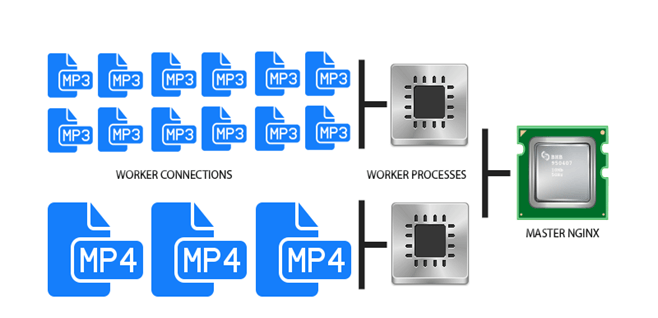 MP3 MP3 MP3 MP3 MP3 MP3
MP3 MP3 MP3 MP3 MP3 MP3
WORKER CONNECTIONS
WORKER PROCESSES
MP4 MP4 MP4
MASTER NGINX